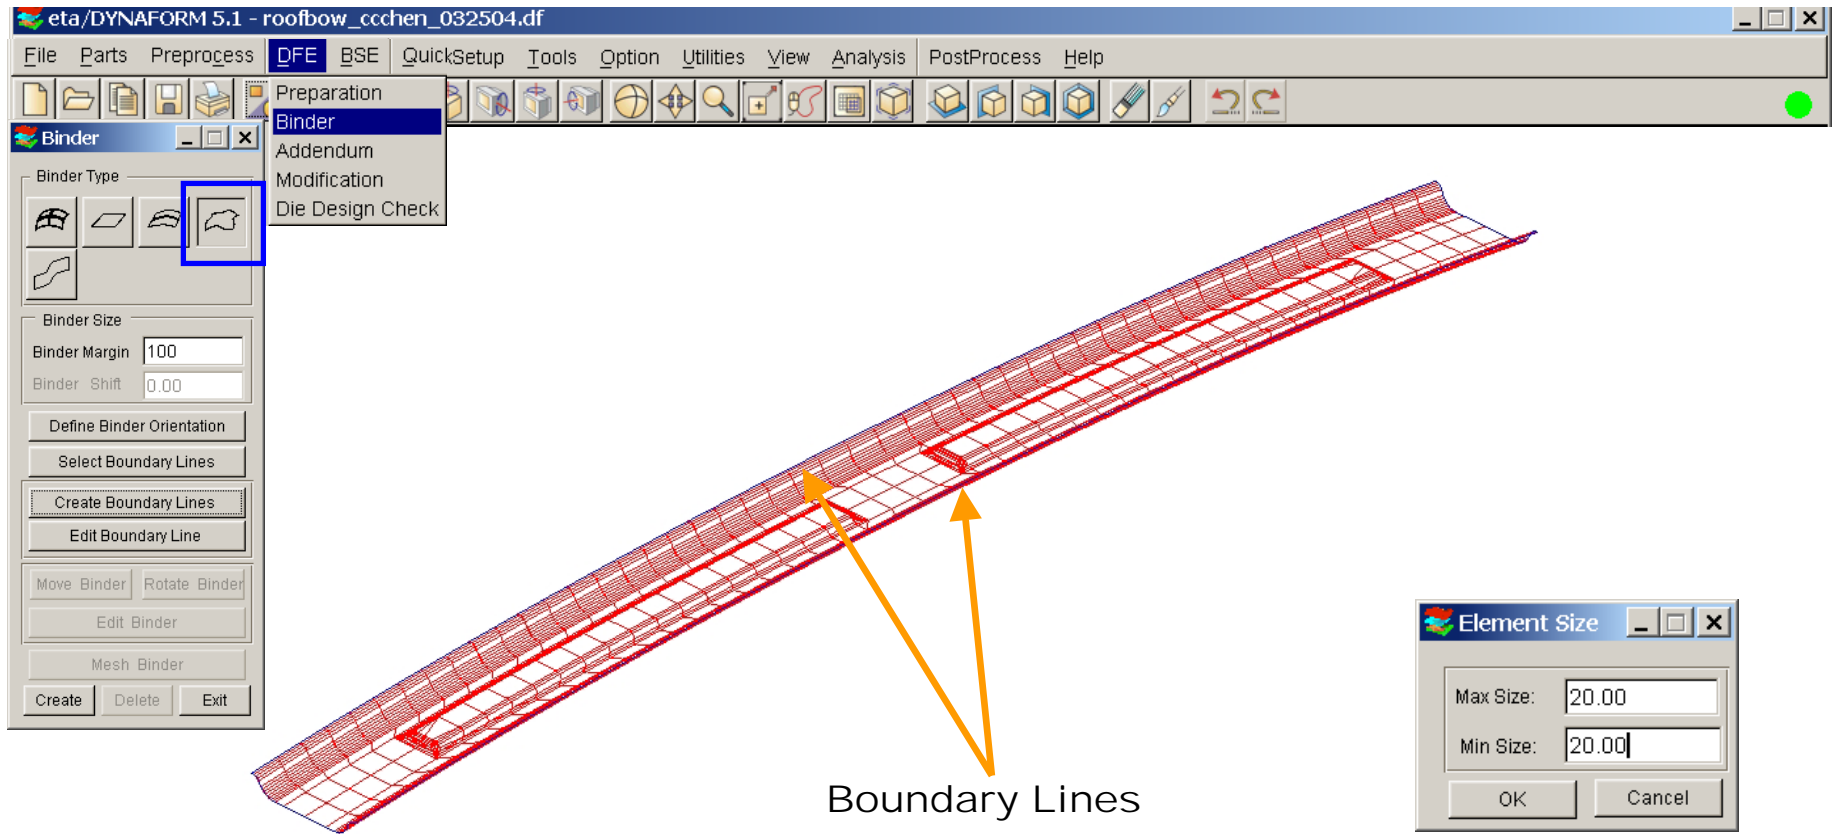 eta/DYNAFORM 5.1 - roofbow_ccchen_032504.df
File Parts Preprocess DFE BSE QuickSetup Tools Option Utilities View Analysis PostProcess Help
Preparation
Binder
Addendum
Modification
Die Design Check
Binder
Binder Type
Binder Size
Binder Margin 100
Binder Shift 0.00
Define Binder Orientation
Select Boundary Lines
Create Boundary Lines
Edit Boundary Line
Move Binder Rotate Binder
Edit Binder
Mesh Binder
Create Delete Exit
Boundary Lines
Element Size
Max Size: 20.00
Min Size: 20.00
OK Cancel